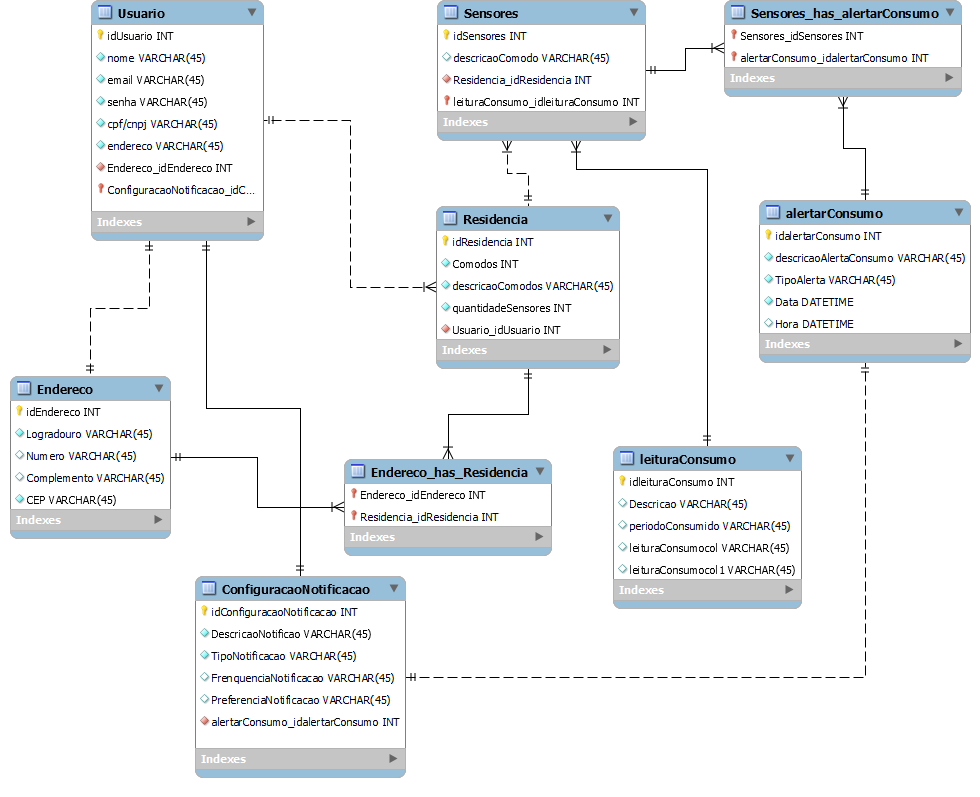 Usuario
idUsuario INT
nome VARCHAR(45)
email VARCHAR(45)
senha VARCHAR(45)
cpf/cnpj VARCHAR(45)
endereco VARCHAR(45)
Endereco_idEndereco INT
ConfiguracaoNotificacao_idC...
Indexes
Sensores
idSensores INT
descricaoComodo VARCHAR(45)
Residencia_idResidencia INT
leituraConsumo_idleituraConsumo INT
Indexes
Sensores_has_alertarConsumo
Sensores_idSensores INT
alertarConsumo_idalertarConsumo INT
Indexes
Residencia
idResidencia INT
Comodos INT
descricaoComodos VARCHAR(45)
quantidadeSensores INT
Usuario_idUsuario INT
Indexes
alertarConsumo
idalertarConsumo INT
descricaoAlertaConsumo VARCHAR(45)
TipoAlerta VARCHAR(45)
Data DATETIME
Hora DATETIME
Indexes
Endereco
idEndereco INT
Logradouro VARCHAR(45)
Numero VARCHAR(45)
Complemento VARCHAR(45)
CEP VARCHAR(45)
Indexes
Endereco_has_Residencia
Endereco_idEndereco INT
Residencia_idResidencia INT
Indexes
leituraConsumo
idleituraConsumo INT
Descricao VARCHAR(45)
periodoConsumido VARCHAR(45)
leituraConsumocol VARCHAR(45)
leituraConsumocol1 VARCHAR(45)
Indexes
ConfiguracaoNotificacao
idConfiguracaoNotificacao INT
DescricaoNotificao VARCHAR(45)
TipoNotificacao VARCHAR(45)
FrenquenciaNotificacao VARCHAR(45)
PreferenciaNotificacao VARCHAR(45)
alertarConsumo_idalertarConsumo INT
Indexes